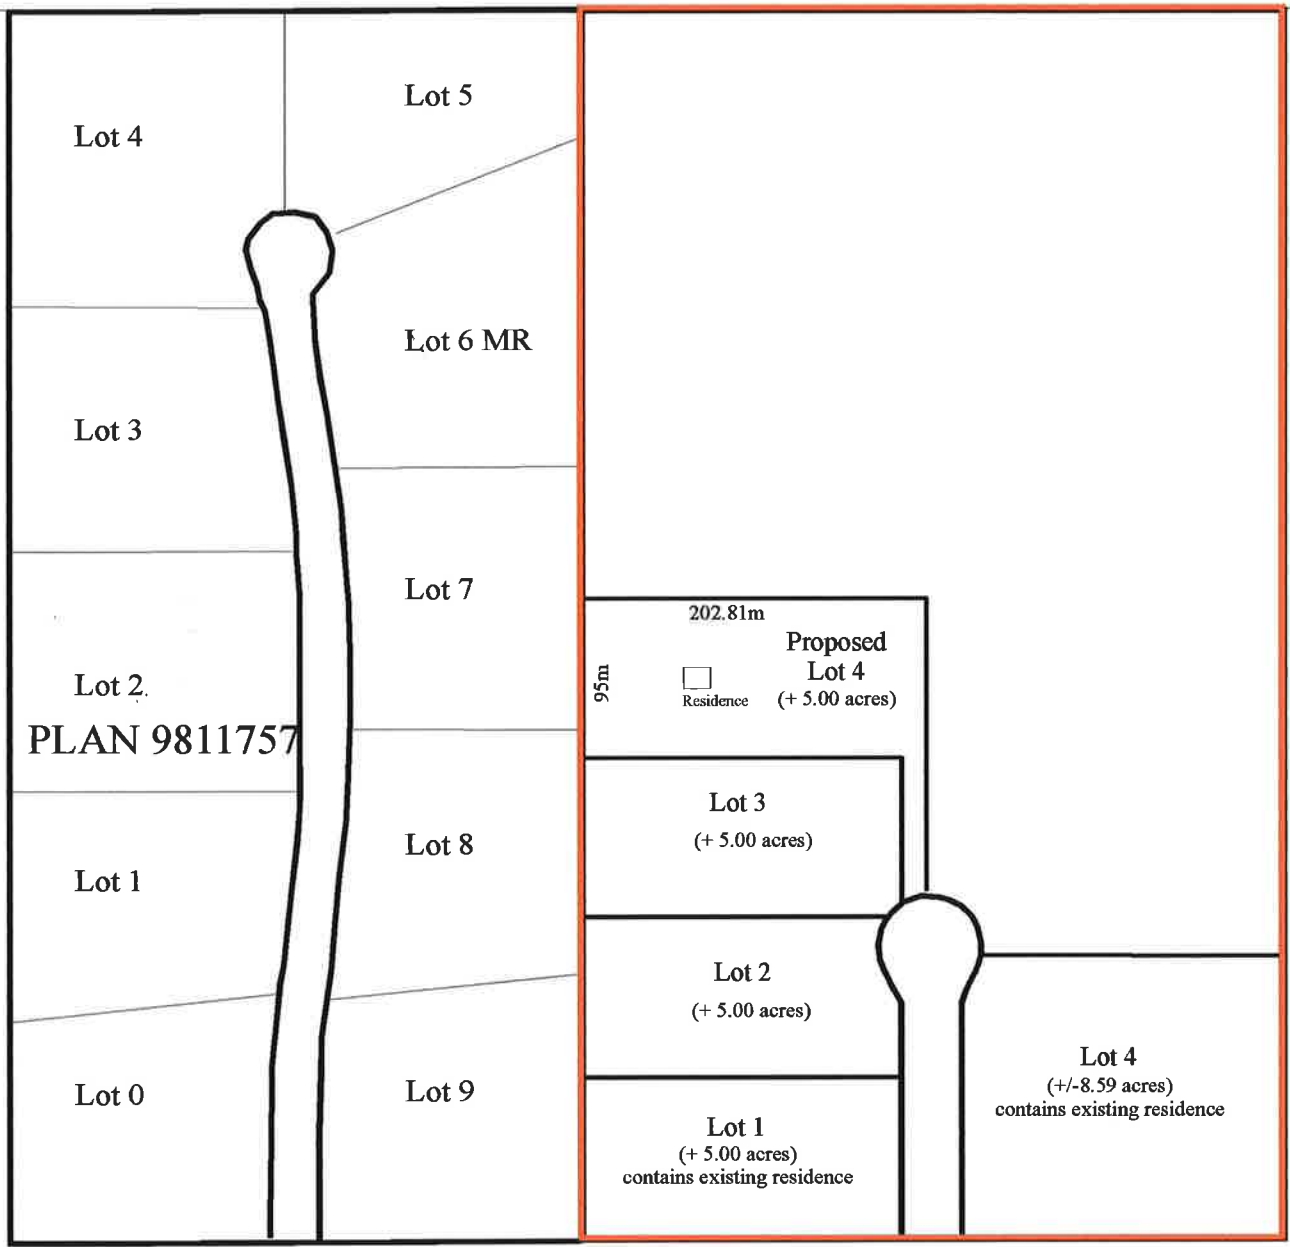 Lot 5
Lot 4
Lot 6 MR
Lot 3
Lot 7
Lot 2
PLAN 9811757
Lot 8
Lot 1
Lot 0
Lot 9
202.81m
95m
Residence
Proposed
Lot 4
(+ 5.00 acres)
Lot 3
(+ 5.00 acres)
Lot 2
(+ 5.00 acres)
Lot 1
(+ 5.00 acres)
contains existing residence
Lot 4
(+/-8.59 acres)
contains existing residence